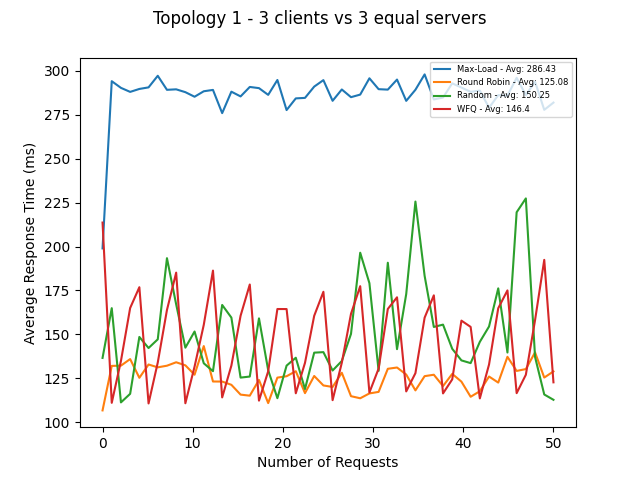 Topology 1 - 3 clients vs 3 equal servers
Max-Load - Avg: 286.43
Round Robin - Avg: 125.08
Random - Avg: 150.25
WFQ - Avg: 146.4
300
275
250
225
200
175
150
125
100
Average Response Time (ms)
0 10 20 30 40 50
Number of Requests